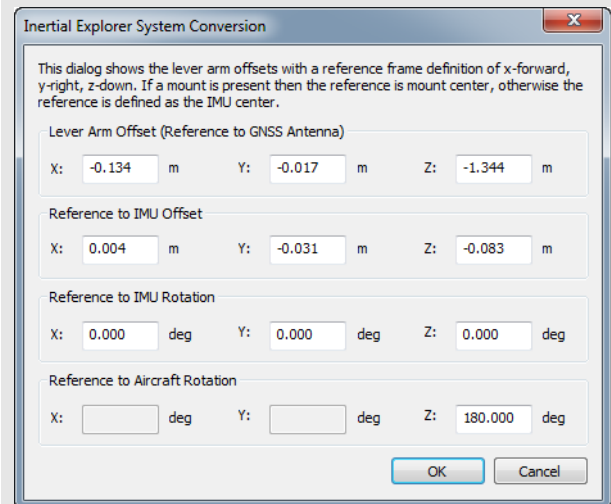 Inertial Explorer System Conversion
This dialog shows the lever arm offsets with a reference frame definition of x-forward,
y-right, z-down. If a mount is present then the reference is mount center, otherwise the
reference is defined as the IMU center.
Lever Arm Offset (Reference to GNSS Antenna)
X: -0.134 m Y: -0.017 m Z: -1.344 m
Reference to IMU Offset
X: 0.004 m Y: -0.031 m Z: -0.083 m
Reference to IMU Rotation
X: 0.000 deg Y: 0.000 deg Z: 0.000 deg
Reference to Aircraft Rotation
X: deg Y: deg Z: 180.000 deg
OK Cancel